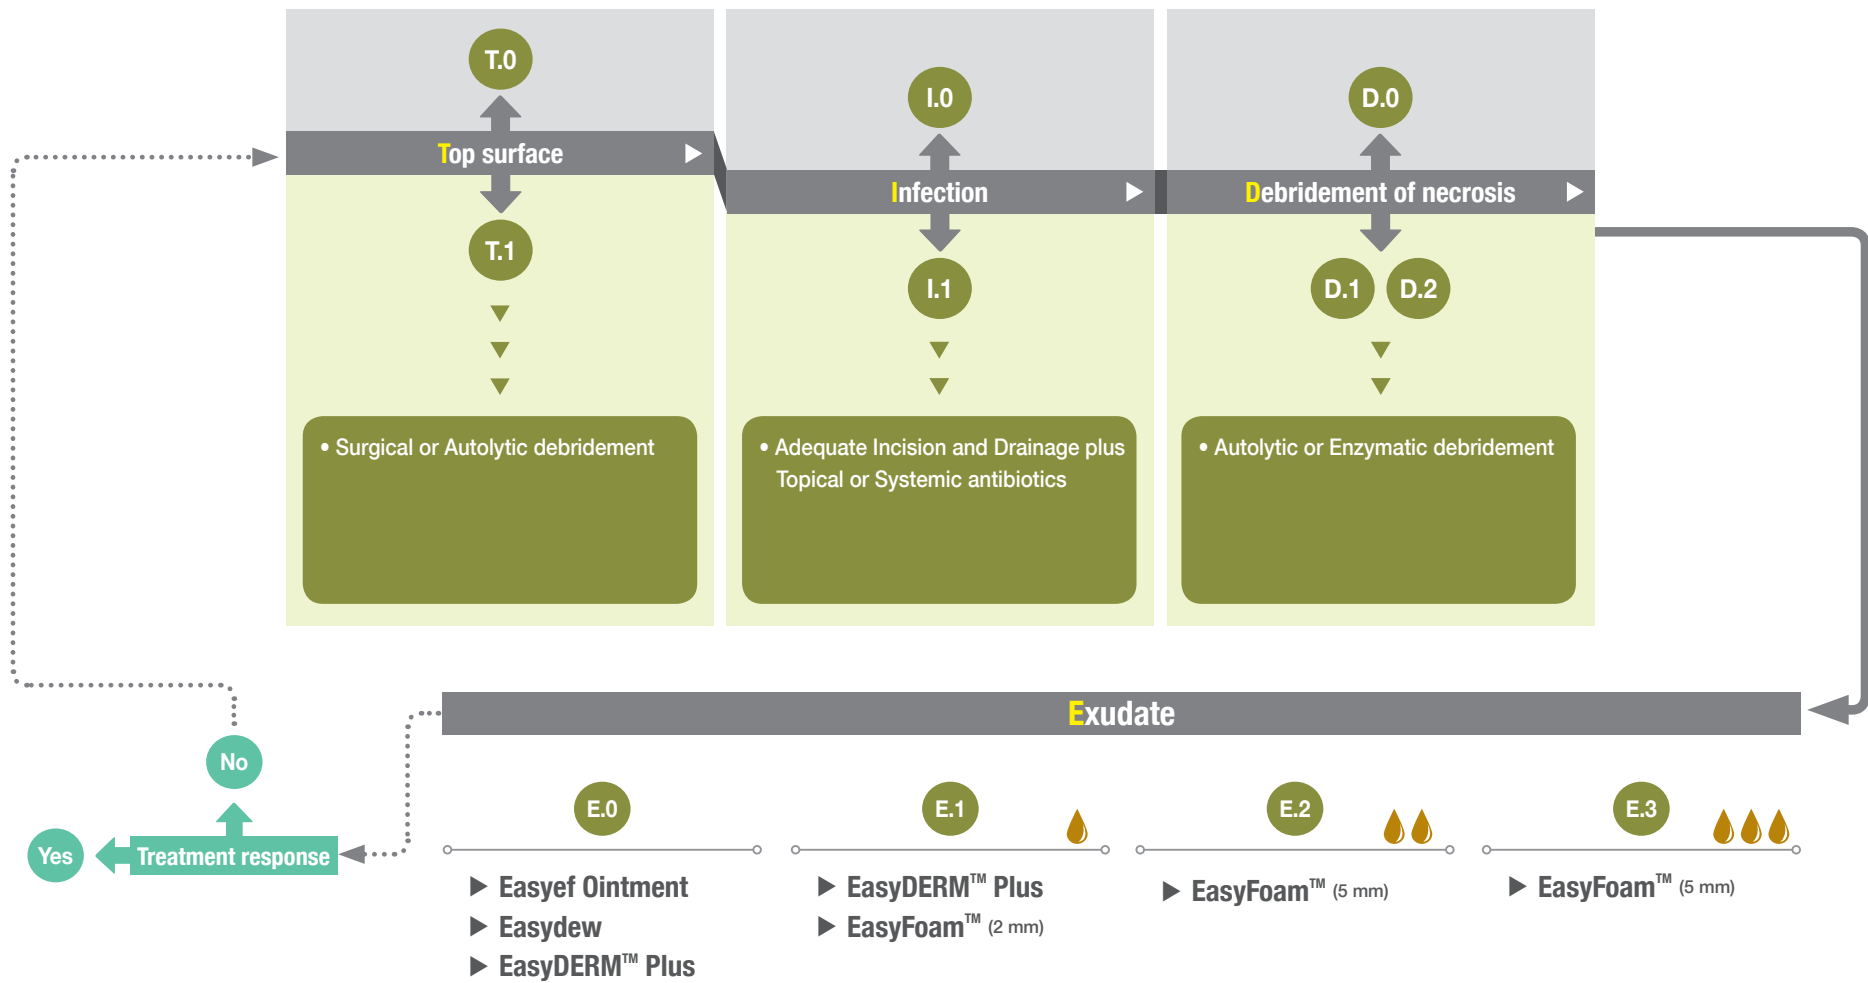 T.0
Top surface
T.1
• Surgical or Autolytic debridement
I.0
Infection
I.1
• Adequate Incision and Drainage plus
Topical or Systemic antibiotics
D.0
Debridement of necrosis
D.1 D.2
• Autolytic or Enzymatic debridement
Exudate
No
Yes
Treatment response
E.0
Easyef Ointment
Easydew
EasyDERM™ Plus
E.1
EasyDERM™ Plus
EasyFoam™ (2 mm)
E.2
EasyFoam™ (5 mm)
E.3
EasyFoam™ (5 mm)